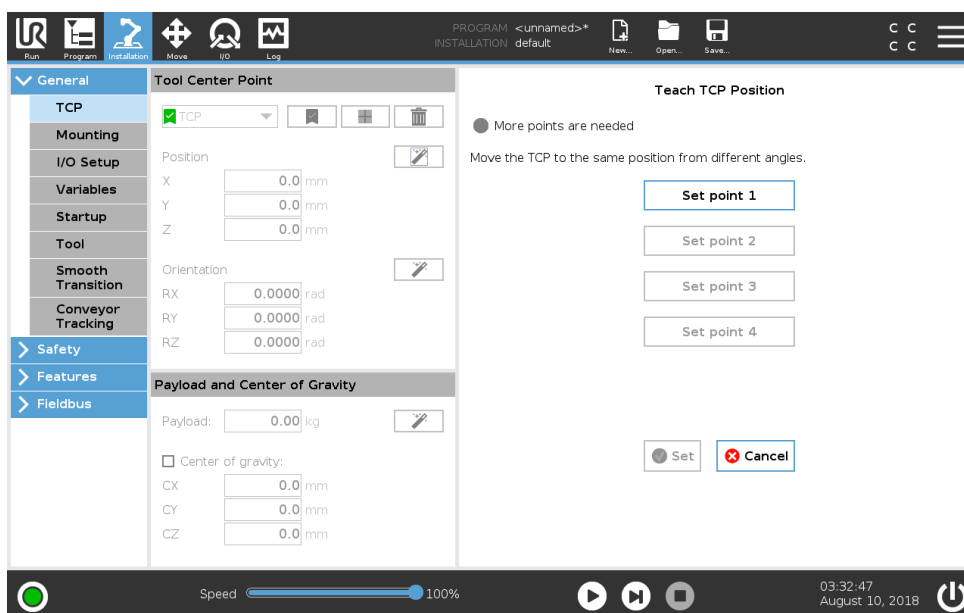 PROGRAM <unnamed>*
INSTALLATION default
UR
Run
Program
Installation
Move
I/O
Log
New...
Open...
Save...
C C
C C
General
TCP
Mounting
I/O Setup
Variables
Startup
Tool
Smooth
Transition
Conveyor
Tracking
Safety
Features
Fieldbus
Tool Center Point
TCP
Position
X 0.0 mm
Y 0.0 mm
Z 0.0 mm
Orientation
RX 0.0000 rad
RY 0.0000 rad
RZ 0.0000 rad
Payload and Center of Gravity
Payload: 0.00 kg
Center of gravity:
CX 0.0 mm
CY 0.0 mm
CZ 0.0 mm
Teach TCP Position
More points are needed
Move the TCP to the same position from different angles.
Set point 1
Set point 2
Set point 3
Set point 4
Set
Cancel
Speed 100%
03:32:47
August 10, 2018